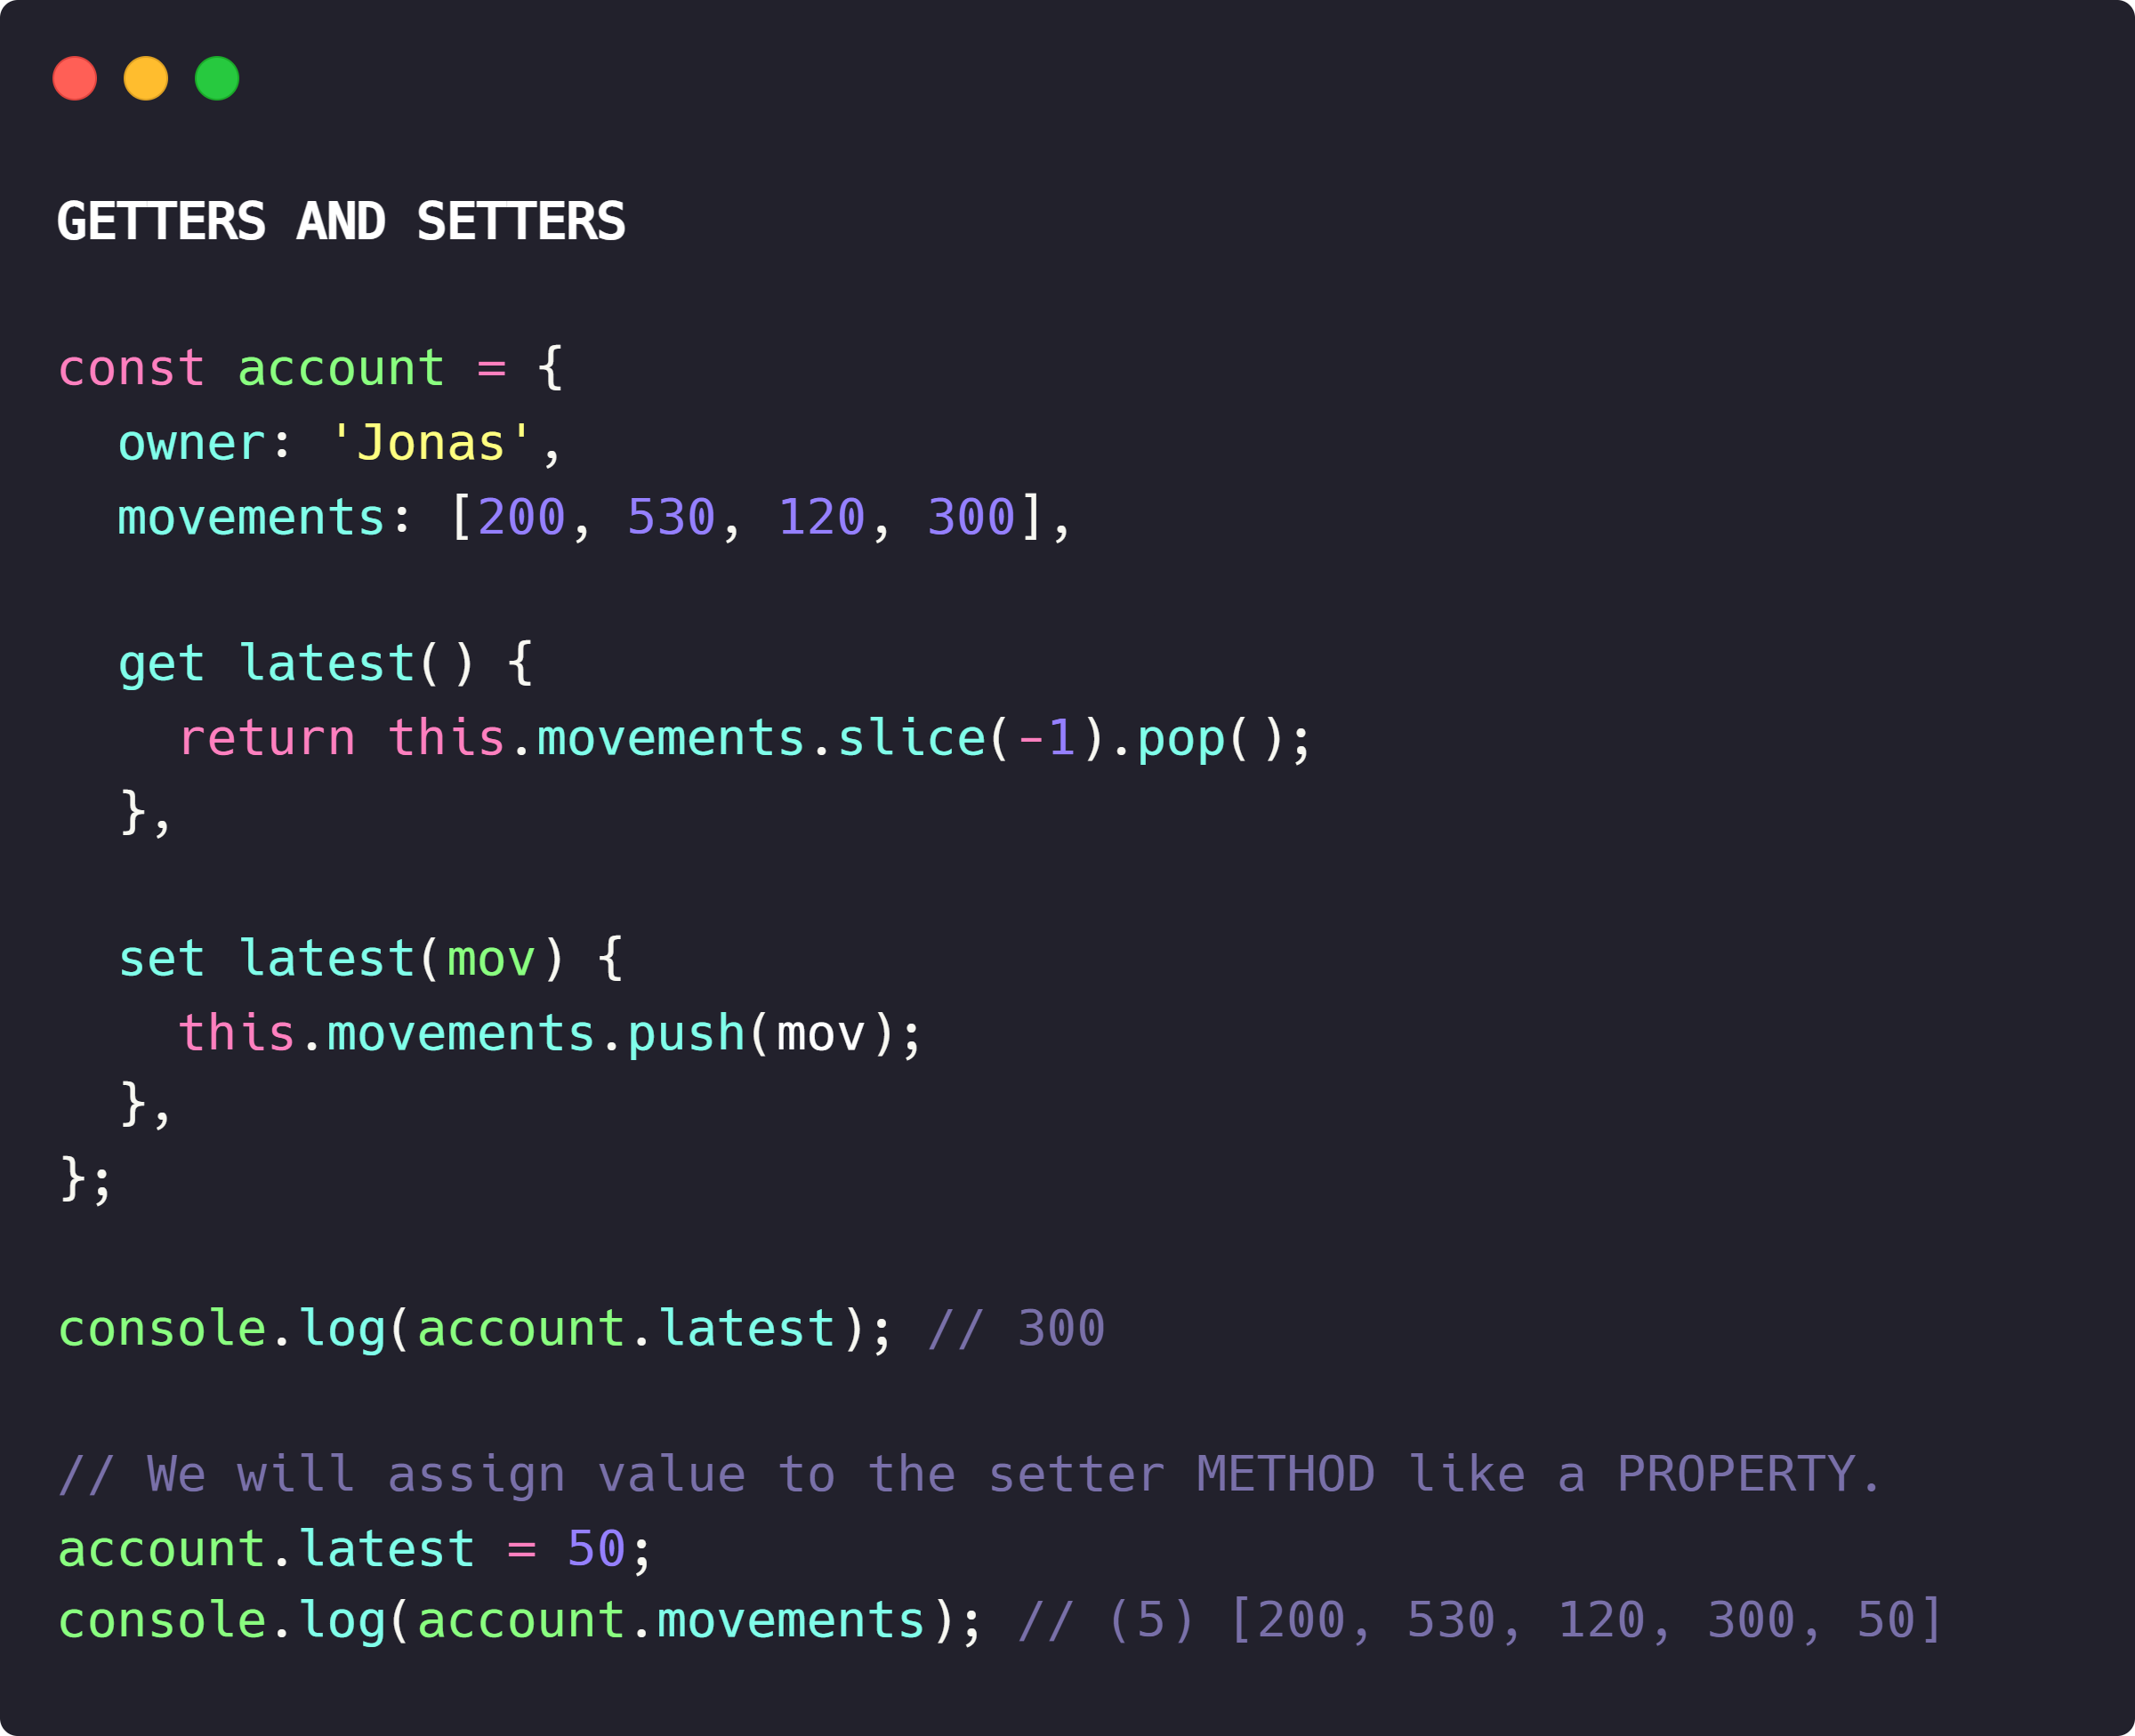 GETTERS AND SETTERS
const account = {
  owner: 'Jonas',
  movements: [200, 530, 120, 300],
  get latest() {
    return this.movements.slice(-1).pop();
  },
  set latest(mov) {
    this.movements.push(mov);
  },
};
console.log(account.latest); // 300
// We will assign value to the setter METHOD like a PROPERTY.
account.latest = 50;
console.log(account.movements); // (5) [200, 530, 120, 300, 50]